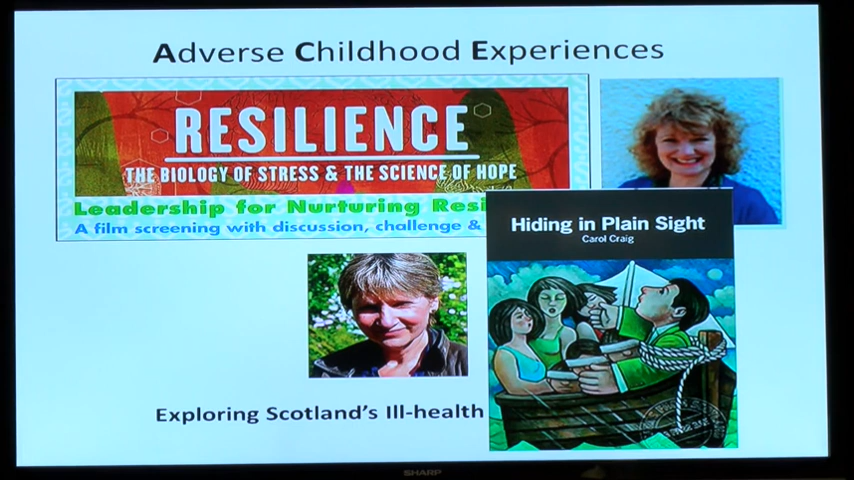 Adverse Childhood Experiences
RESILIENCE
THE BIOLOGY OF STRESS & THE SCIENCE OF HOPE
Leadership for Nurturing Resi
A film screening with discussion, challenge &
Hiding in Plain Sight
Carol Craig
Exploring Scotland's Ill-health
SHARP